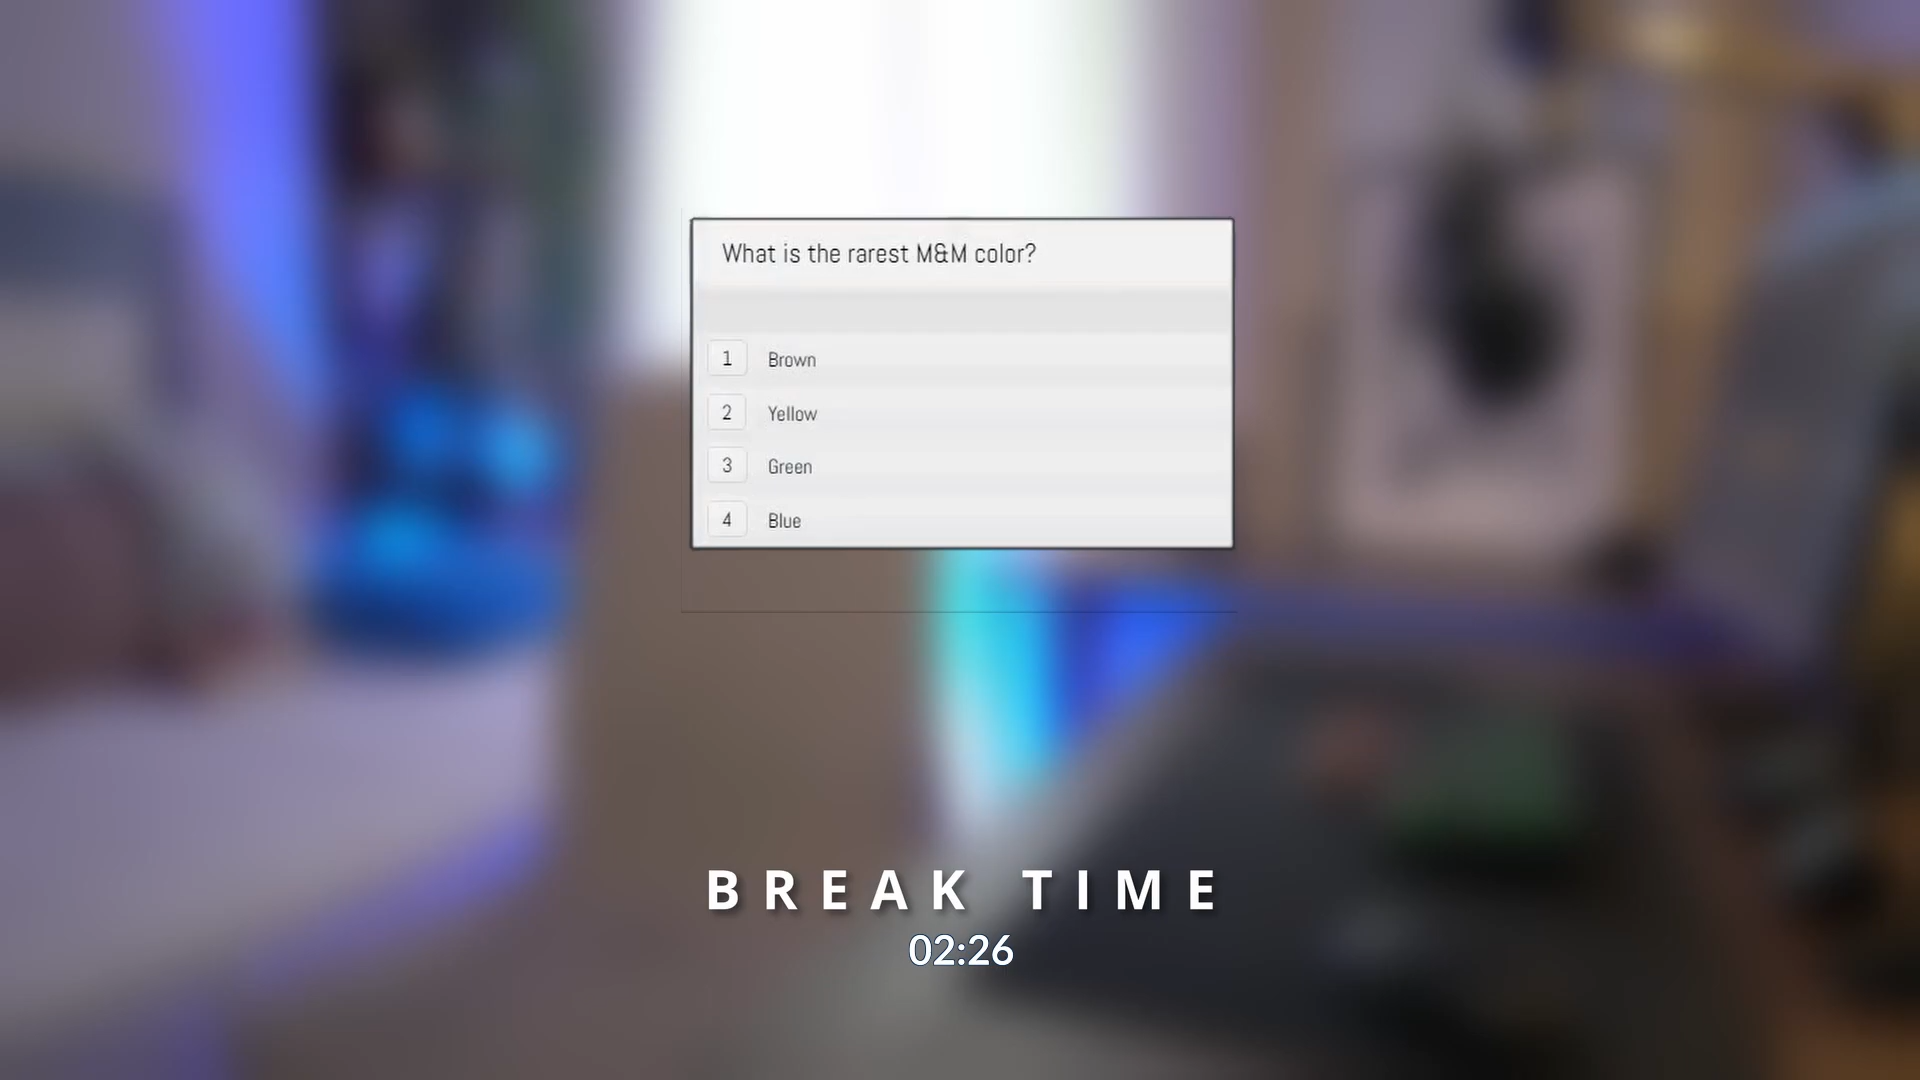 What is the rarest M&M color?
1 Brown
2 Yellow
3 Green
4 Blue
BREAK TIME
02:26